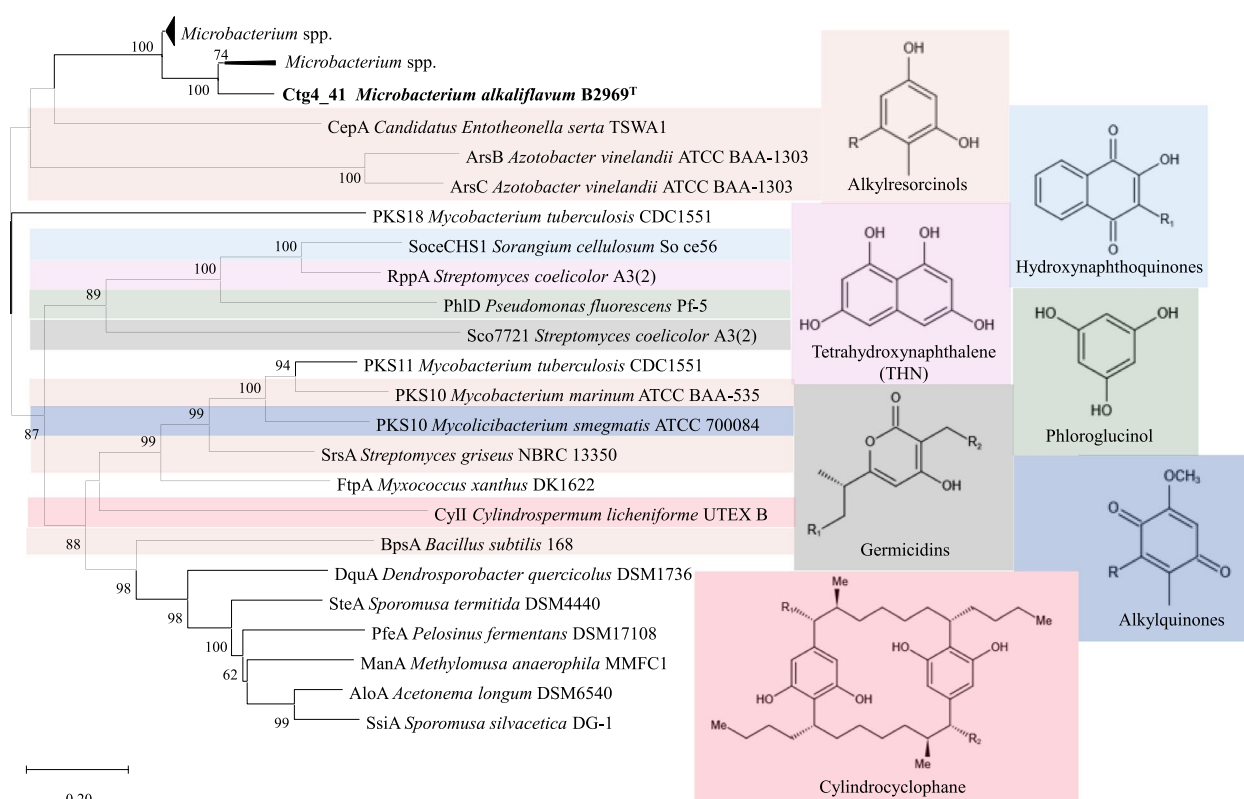 Microbacterium spp.
100
74
Microbacterium spp.
100
Ctg4_41 Microbacterium alkaliflavum B2969ᵀ
CepA Candidatus Entotheonella serta TSWA1
ArsB Azotobacter vinelandii ATCC BAA-1303
100
ArsC Azotobacter vinelandii ATCC BAA-1303
PKS18 Mycobacterium tuberculosis CDC1551
100
SoceCHS1 Sorangium cellulosum So ce56
100
RppA Streptomyces coelicolor A3(2)
89
PhlD Pseudomonas fluorescens Pf-5
Sco7721 Streptomyces coelicolor A3(2)
94
PKS11 Mycobacterium tuberculosis CDC1551
100
PKS10 Mycobacterium marinum ATCC BAA-535
99
PKS10 Mycolicibacterium smegmatis ATCC 700084
87
99
SrsA Streptomyces griseus NBRC 13350
FtpA Myxococcus xanthus DK1622
CylI Cylindrospermum licheniforme UTEX B
88
BpsA Bacillus subtilis 168
98
DquA Dendrosporobacter quercicolus DSM1736
98
SteA Sporomusa termitida DSM4440
100
PfeA Pelosinus fermentans DSM17108
62
ManA Methylomusa anaerophila MMFC1
AloA Acetonema longum DSM6540
99
SsiA Sporomusa silvacetica DG-1
0.20
OH
R
OH
Alkylresorcinols
O
OH
R₁
O
Hydroxynaphthoquinones
OH OH
HO OH
Tetrahydroxynaphthalene
(THN)
HO OH
HO
Phloroglucinol
O
O
R₂
OH
R₁
Germicidins
OCH₃
O
R
O
Alkylquinones
Me
R₁
Me
HO OH
HO OH
Me
R₂
Me
Cylindrocyclophane